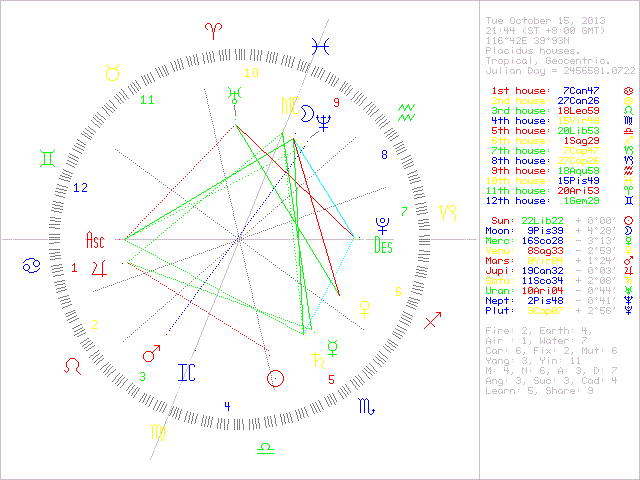 10
11
9
12
8
Asc
7
Des
1
6
2
3
IC
4
5
Tue October 15, 2013
21:44 (ST +8:00 GMT)
116°42E 39°93N
Placidus houses.
Tropical, Geocentric.
Julian Day = 2456581.0722
1st house: 7Can47
2nd house: 27Can26
3rd house: 18Leo59
4th house: 15Vir49
5th house: 20Lib53
6th house: 1Sag29
7th house: 7Cap47
8th house: 27Cap26
9th house: 18Aqu59
10th house: 15Pis49
11th house: 20Ari53
12th house: 1Gem29
Sun: 22Lib22 + 0°00'
Moon: 9Pis39 + 4°28'
Merc: 16Sco28 - 3°13'
Venu: 8Sag33 - 2°59'
Mars: 0Vir04 + 1°24'
Jupi: 19Can32 - 0°03'
Satu: 11Sco34 + 2°08'
Uran: 10Ari04 - 0°44'
Nept: 2Pis48 - 0°41'
Plut: 9Cap07 + 2°56'
Fire: 2, Earth: 4,
Air : 1, Water: 7
Car: 6, Fix: 2, Mut: 6
Yang: 3, Yin: 11
M: 4, N: 6, A: 3, D: 7
Ang: 3, Suc: 3, Cad: 4
Learn: 5, Share: 9